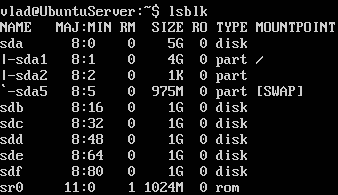 vlad@UbuntuServer:~$ lsblk
NAME   MAJ:MIN RM  SIZE RO TYPE MOUNTPOINT
sda      8:0    0    5G  0 disk
|-sda1   8:1    0    4G  0 part /
|-sda2   8:2    0    1K  0 part
`-sda5   8:5    0  975M  0 part [SWAP]
sdb      8:16   0    1G  0 disk
sdc      8:32   0    1G  0 disk
sdd      8:48   0    1G  0 disk
sde      8:64   0    1G  0 disk
sdf      8:80   0    1G  0 disk
sr0     11:0    1 1024M  0 rom